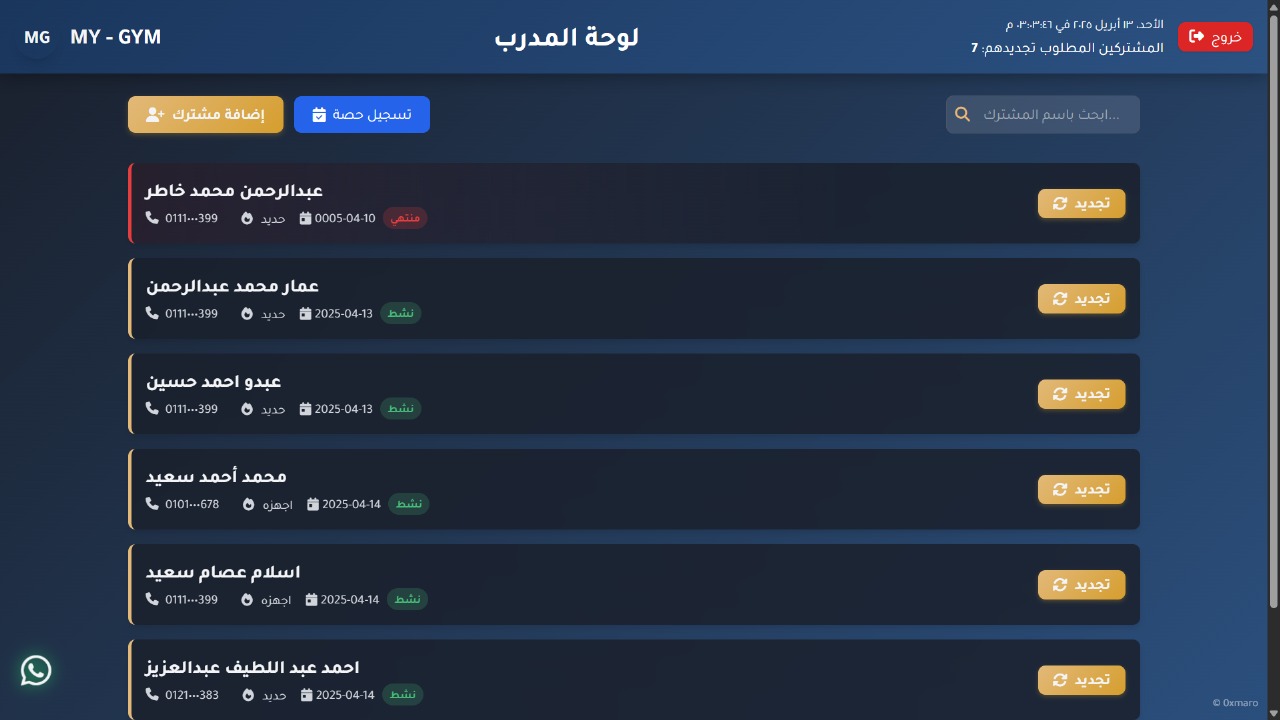 MG MY - GYM
لوحة المدرب
الأحد، ١٣ أبريل ٢٠٢٥ في ٠٣:٠٣:٤٦ م
المشتركين المطلوب تجديدهم: 7
خروج
إضافة مشترك
تسجيل حصة
ابحث باسم المشترك...
عبدالرحمن محمد خاطر
0111•••399 حديد 0005-04-10 منتهي
تجديد
عمار محمد عبدالرحمن
0111•••399 حديد 2025-04-13 نشط
تجديد
عبدو احمد حسين
0111•••399 حديد 2025-04-13 نشط
تجديد
محمد أحمد سعيد
0101•••678 اجهزه 2025-04-14 نشط
تجديد
اسلام عصام سعيد
0111•••399 اجهزه 2025-04-14 نشط
تجديد
احمد عبد اللطيف عبدالعزيز
0121•••383 حديد 2025-04-14 نشط
تجديد
© 0xmaro